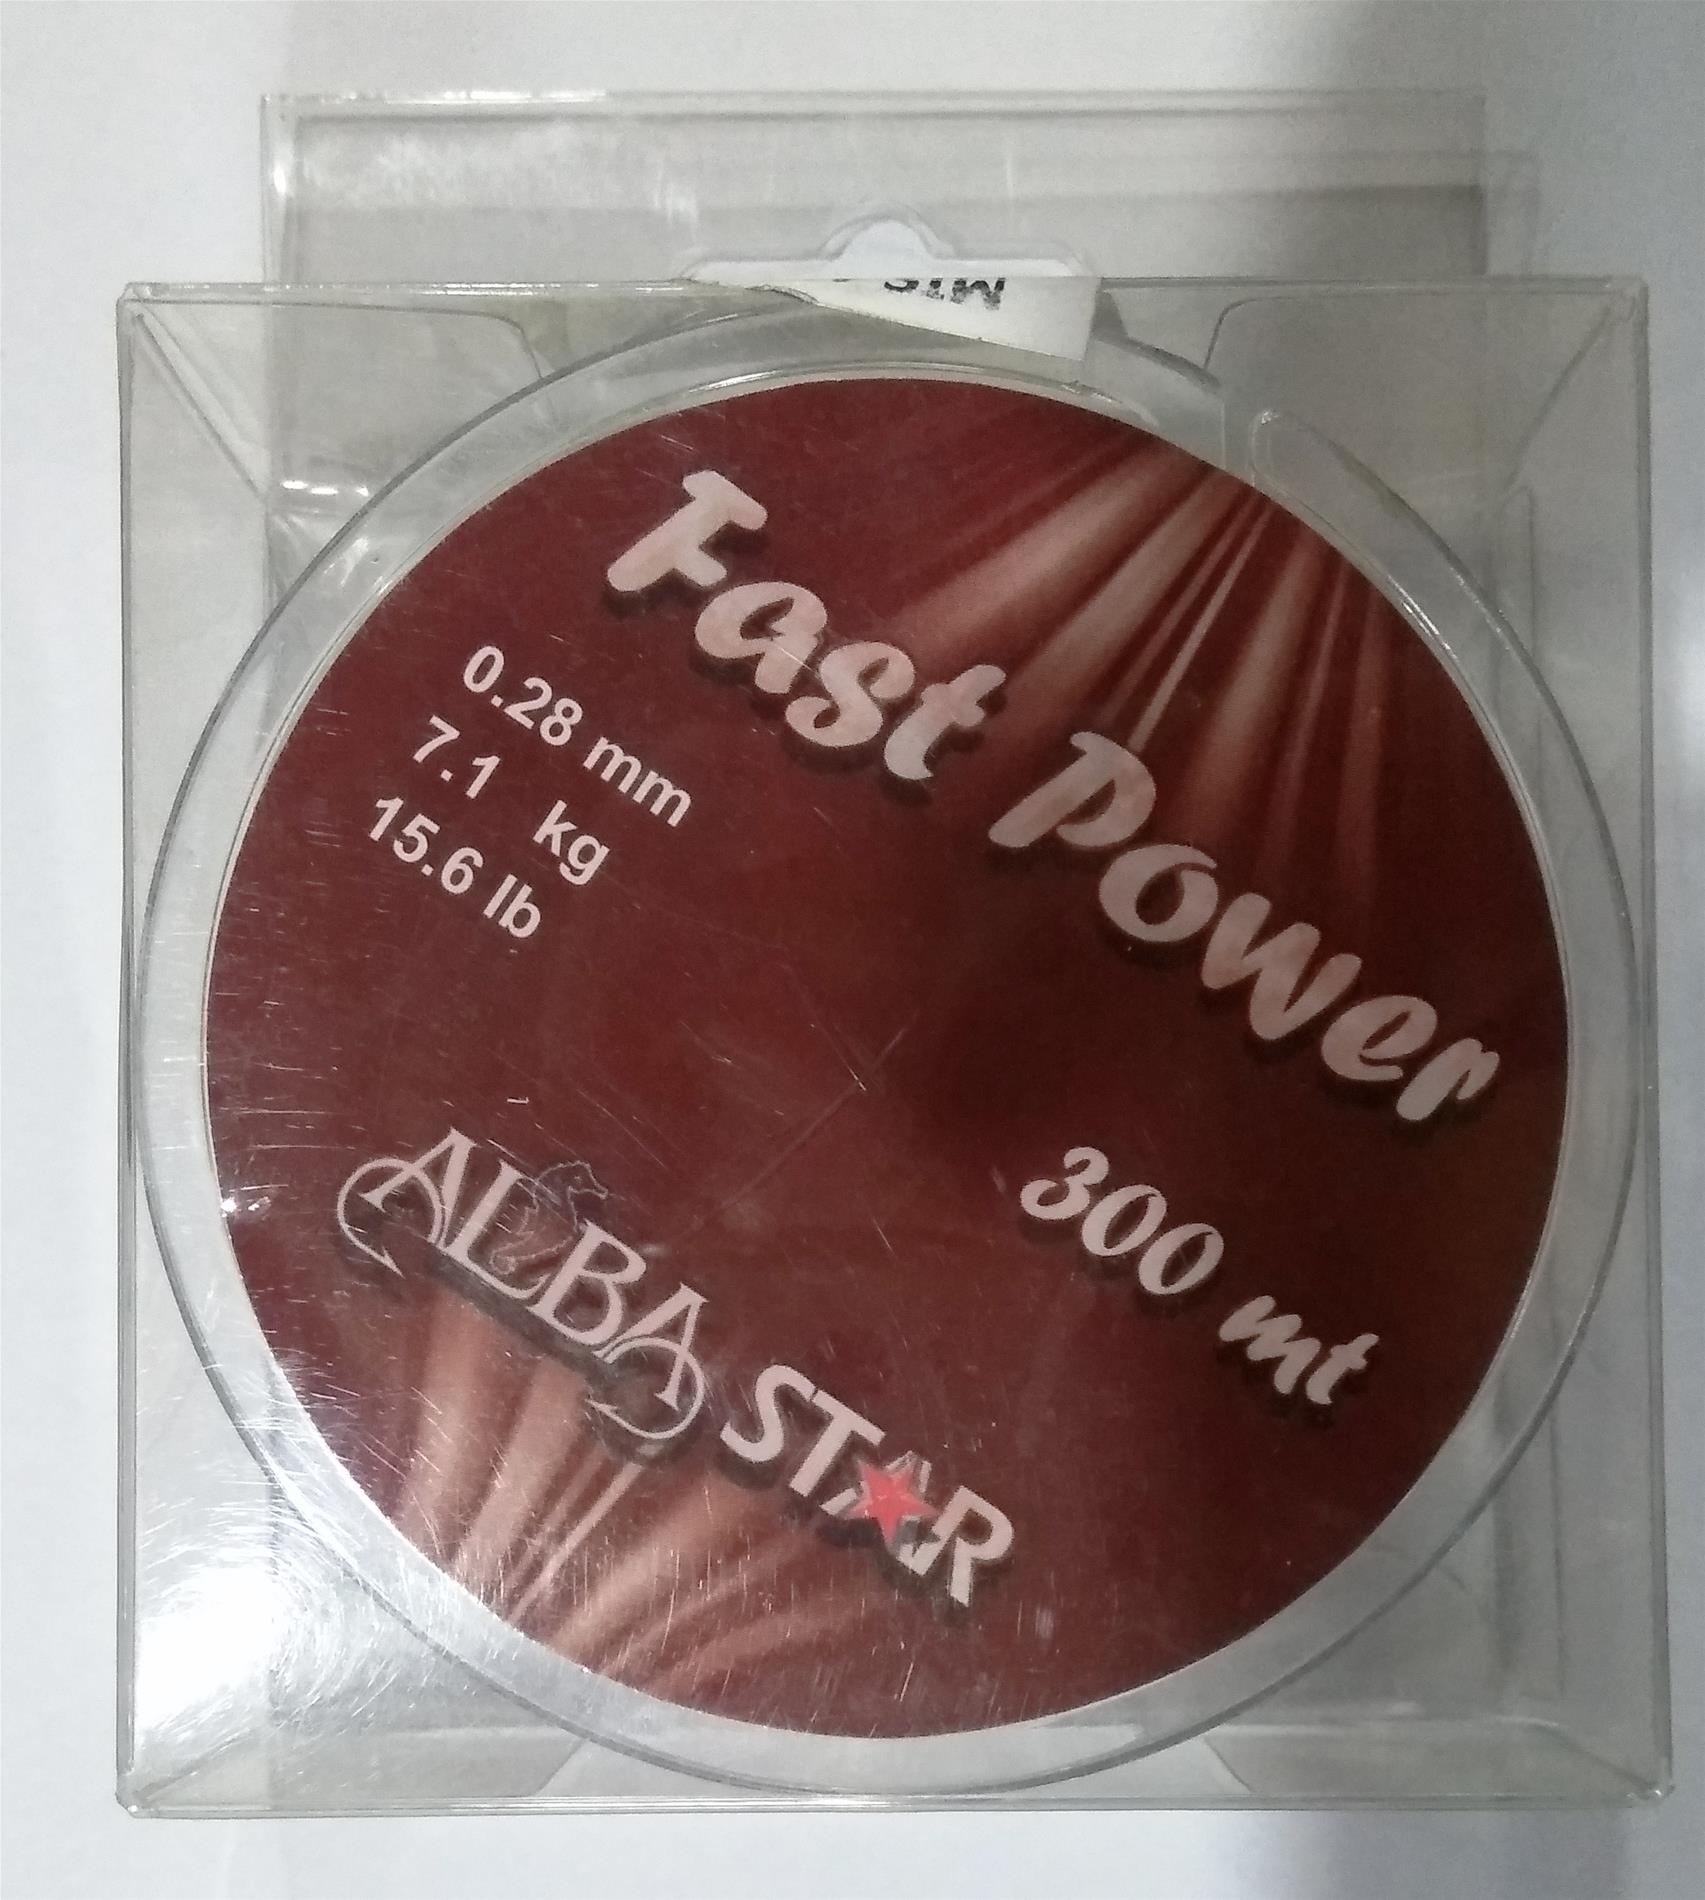 Fast Power
0.28 mm
7.1 kg
15.6 lb
300 mt
ALBA STAR